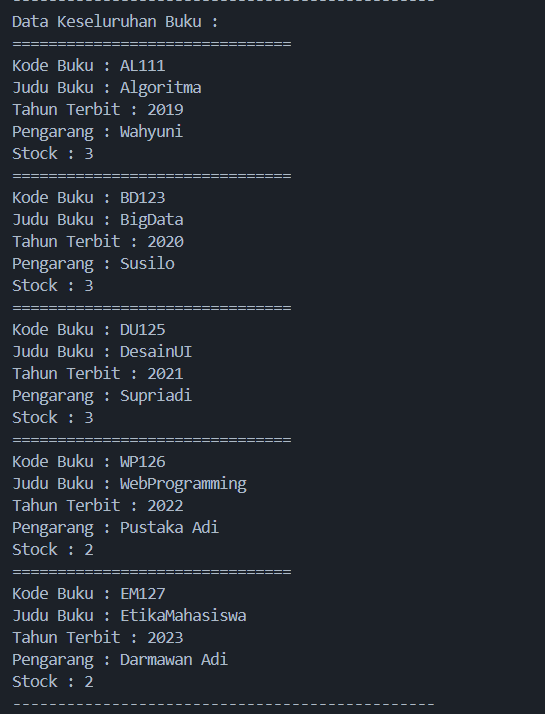 -----------------------------------------------
Data Keseluruhan Buku :
===============================
Kode Buku : AL111
Judu Buku : Algoritma
Tahun Terbit : 2019
Pengarang : Wahyuni
Stock : 3
===============================
Kode Buku : BD123
Judu Buku : BigData
Tahun Terbit : 2020
Pengarang : Susilo
Stock : 3
===============================
Kode Buku : DU125
Judu Buku : DesainUI
Tahun Terbit : 2021
Pengarang : Supriadi
Stock : 3
===============================
Kode Buku : WP126
Judu Buku : WebProgramming
Tahun Terbit : 2022
Pengarang : Pustaka Adi
Stock : 2
===============================
Kode Buku : EM127
Judu Buku : EtikaMahasiswa
Tahun Terbit : 2023
Pengarang : Darmawan Adi
Stock : 2
-----------------------------------------------